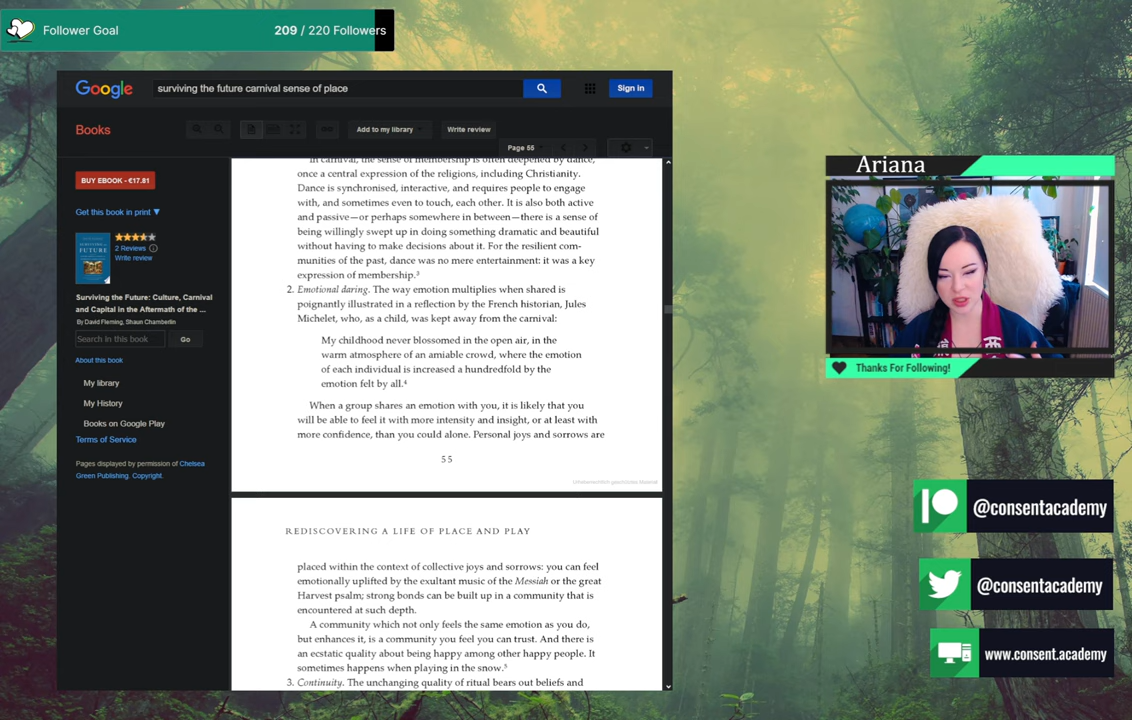 Follower Goal 209 / 220 Followers
Google
surviving the future carnival sense of place
Sign in
Books
Add to my library
Write review
Page 55
BUY EBOOK - €17.81
Get this book in print ▼
2 Reviews
Write review
Surviving the Future: Culture, Carnival
and Capital in the Aftermath of the ...
By David Fleming, Shaun Chamberlin
Search in this book
Go
About this book
My library
My History
Books on Google Play
Terms of Service
Pages displayed by permission of Chelsea
Green Publishing. Copyright.
In carnival, the sense of membership is often deepened by dance,
once a central expression of the religions, including Christianity.
Dance is synchronised, interactive, and requires people to engage
with, and sometimes even to touch, each other. It is also both active
and passive—or perhaps somewhere in between—there is a sense of
being willingly swept up in doing something dramatic and beautiful
without having to make decisions about it. For the resilient com-
munities of the past, dance was no mere entertainment: it was a key
expression of membership.³
2. Emotional daring. The way emotion multiplies when shared is
poignantly illustrated in a reflection by the French historian, Jules
Michelet, who, as a child, was kept away from the carnival:
My childhood never blossomed in the open air, in the
warm atmosphere of an amiable crowd, where the emotion
of each individual is increased a hundredfold by the
emotion felt by all.⁴
When a group shares an emotion with you, it is likely that you
will be able to feel it with more intensity and insight, or at least with
more confidence, than you could alone. Personal joys and sorrows are
55
Urheberrechtlich geschütztes Material
REDISCOVERING A LIFE OF PLACE AND PLAY
placed within the context of collective joys and sorrows: you can feel
emotionally uplifted by the exultant music of the Messiah or the great
Harvest psalm; strong bonds can be built up in a community that is
encountered at such depth.
A community which not only feels the same emotion as you do,
but enhances it, is a community you feel you can trust. And there is
an ecstatic quality about being happy among other happy people. It
sometimes happens when playing in the snow.⁵
3. Continuity. The unchanging quality of ritual bears out beliefs and
Ariana
Thanks For Following!
@consentacademy
@consentacademy
www.consent.academy